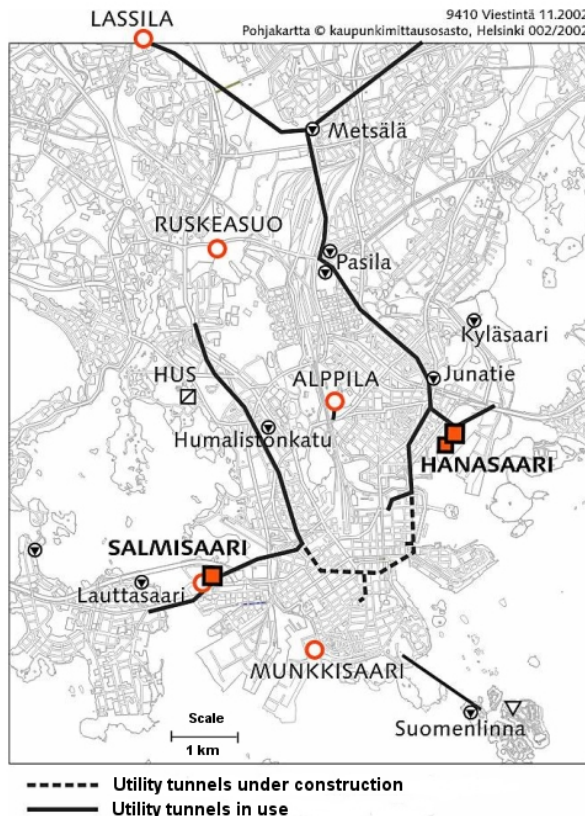 9410 Viestintä 11.2002
Pohjakartta © kaupunkimittausosasto, Helsinki 002/2002
LASSILA
Metsälä
RUSKEASUO
Pasila
Kyläsaari
HUS
ALPPILA
Junatie
Humalistonkatu
HANASAARI
SALMISAARI
Lauttasaari
MUNKKISAARI
Suomenlinna
Scale
1 km
Utility tunnels under construction
Utility tunnels in use